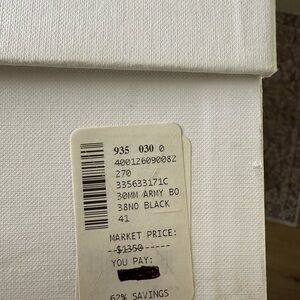 935 030 0
400126090082
270
335633171C
30MM ARMY BO
38NO BLACK
41
MARKET PRICE:
$1350
YOU PAY:
62% SAVINGS